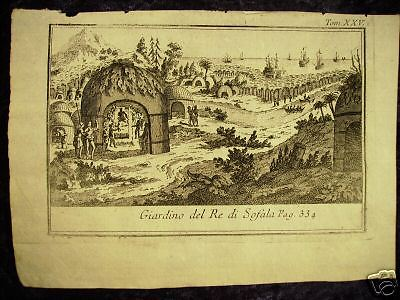 Tom. XXV.
Giardino del Re di Sofala Pag. 334